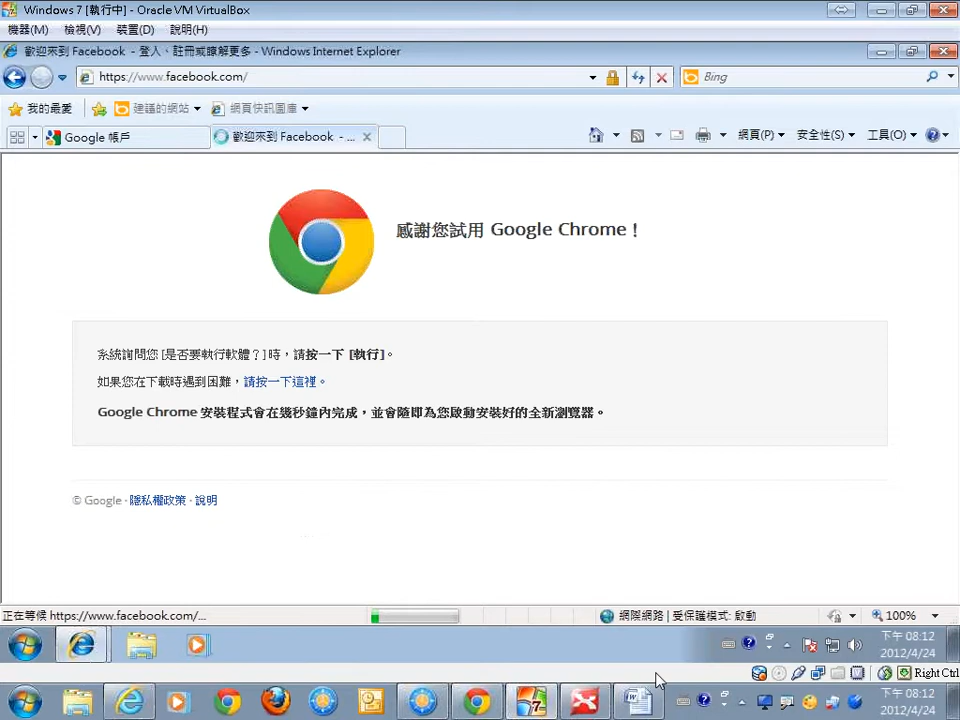 Windows 7 [執行中] - Oracle VM VirtualBox
機器(M) 檢視(V) 裝置(D) 說明(H)
歡迎來到 Facebook - 登入、註冊或瞭解更多 - Windows Internet Explorer
https://www.facebook.com/
Bing
我的最愛 建議的網站 網頁快訊圖庫
Google 帳戶 歡迎來到 Facebook - ... 網頁(P) 安全性(S) 工具(O)
感謝您試用 Google Chrome！
系統詢問您 [是否要執行軟體？] 時，請按一下 [執行]。
如果您在下載時遇到困難，請按一下這裡。
Google Chrome 安裝程式會在幾秒鐘內完成，並會隨即為您啟動安裝好的全新瀏覽器。
© Google - 隱私權政策 - 說明
正在等候 https://www.facebook.com/... 網際網路 | 受保護模式: 啟動 100%
下午 08:12
2012/4/24
Right Ctrl
下午 08:12
2012/4/24